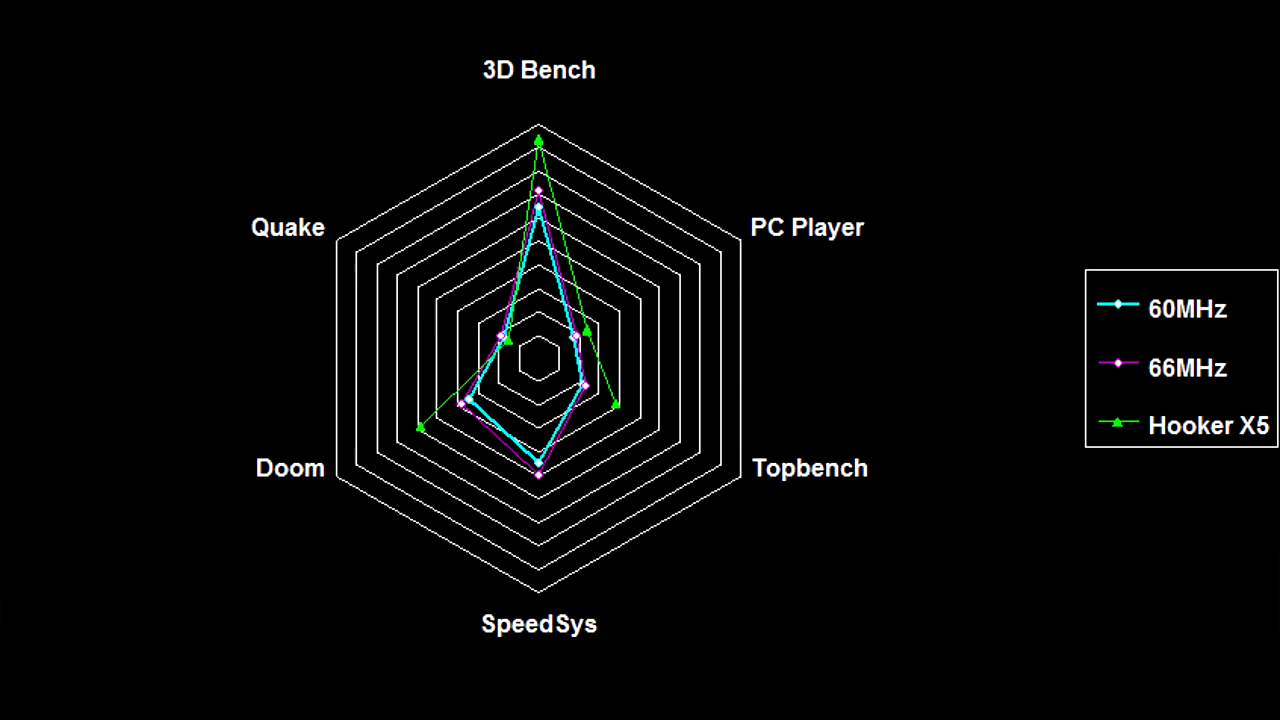 3D Bench
Quake
PC Player
60MHz
66MHz
Hooker X5
Doom
Topbench
SpeedSys